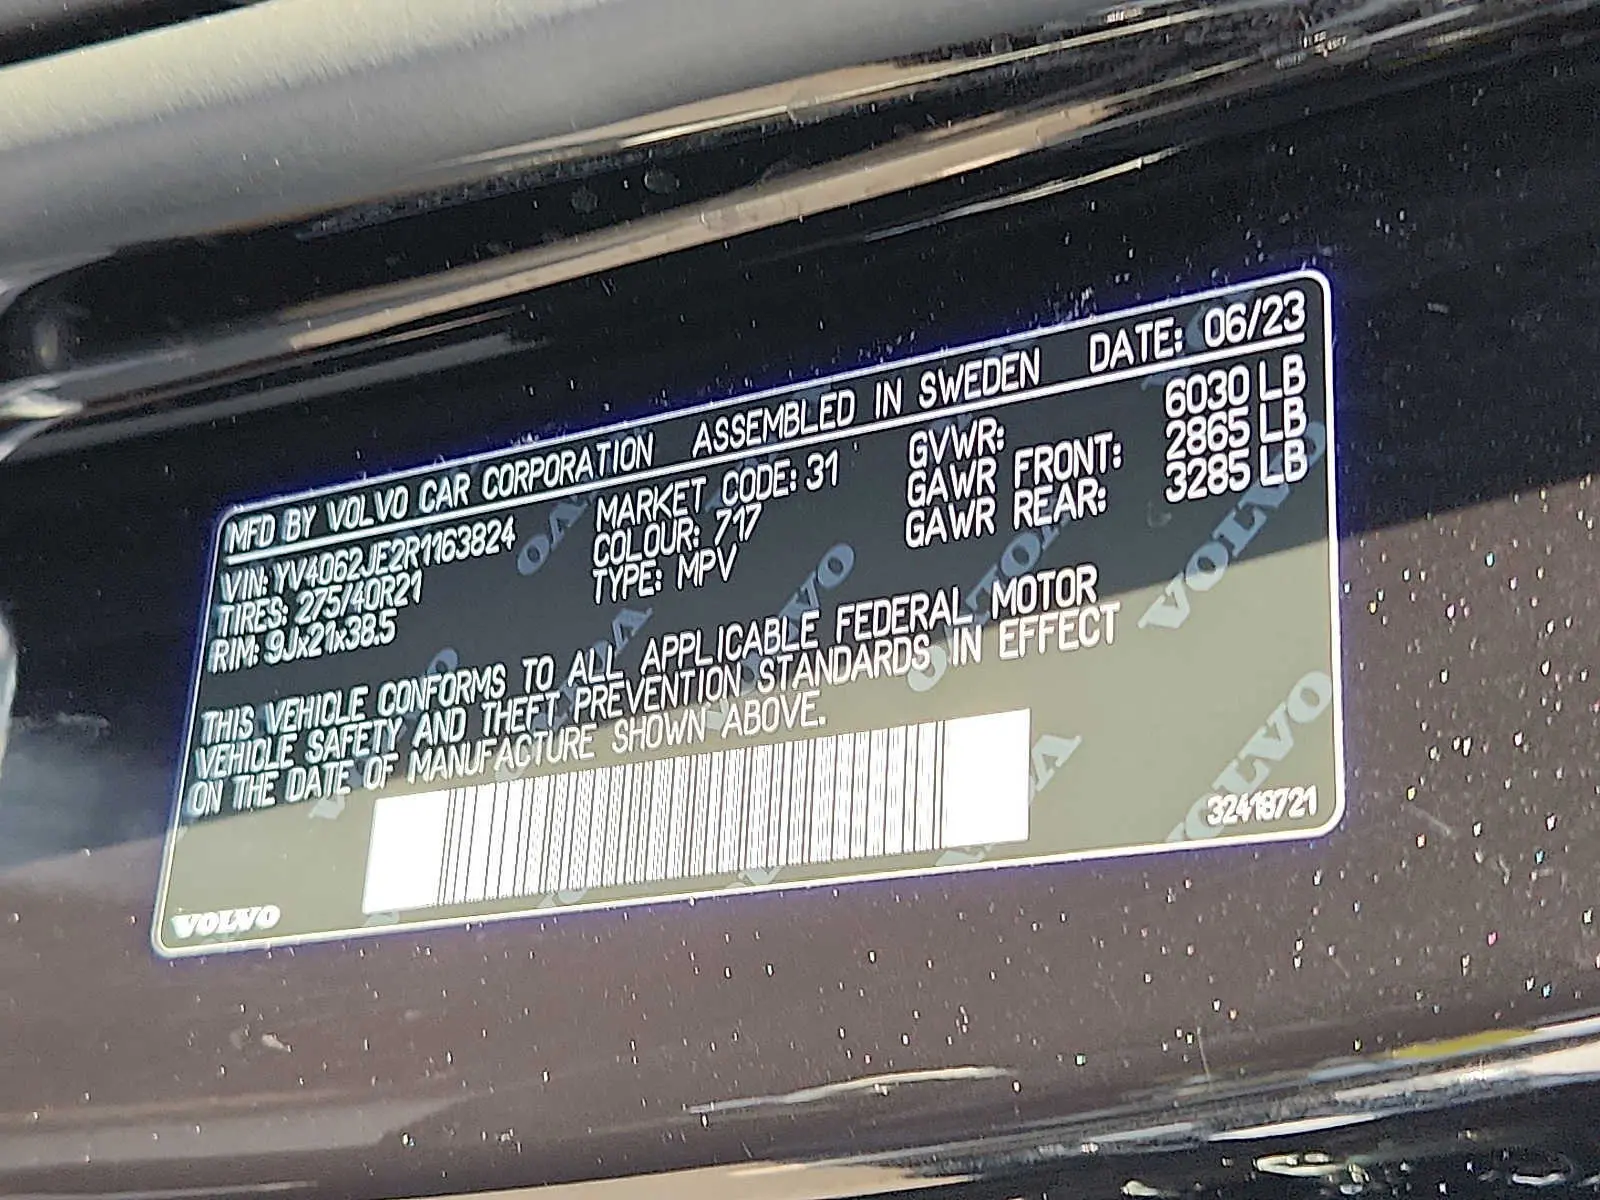 MFD BY VOLVO CAR CORPORATION ASSEMBLED IN SWEDEN DATE: 06/23
VIN: YV4062JE2R1163824 MARKET CODE: 31 GVWR: 6030 LB
TIRES: 275/40R21 COLOUR: 717 GAWR FRONT: 2865 LB
RIM: 9Jx21x38.5 TYPE: MPV GAWR REAR: 3285 LB
THIS VEHICLE CONFORMS TO ALL APPLICABLE FEDERAL MOTOR
VEHICLE SAFETY AND THEFT PREVENTION STANDARDS IN EFFECT
ON THE DATE OF MANUFACTURE SHOWN ABOVE.
32418721
VOLVO